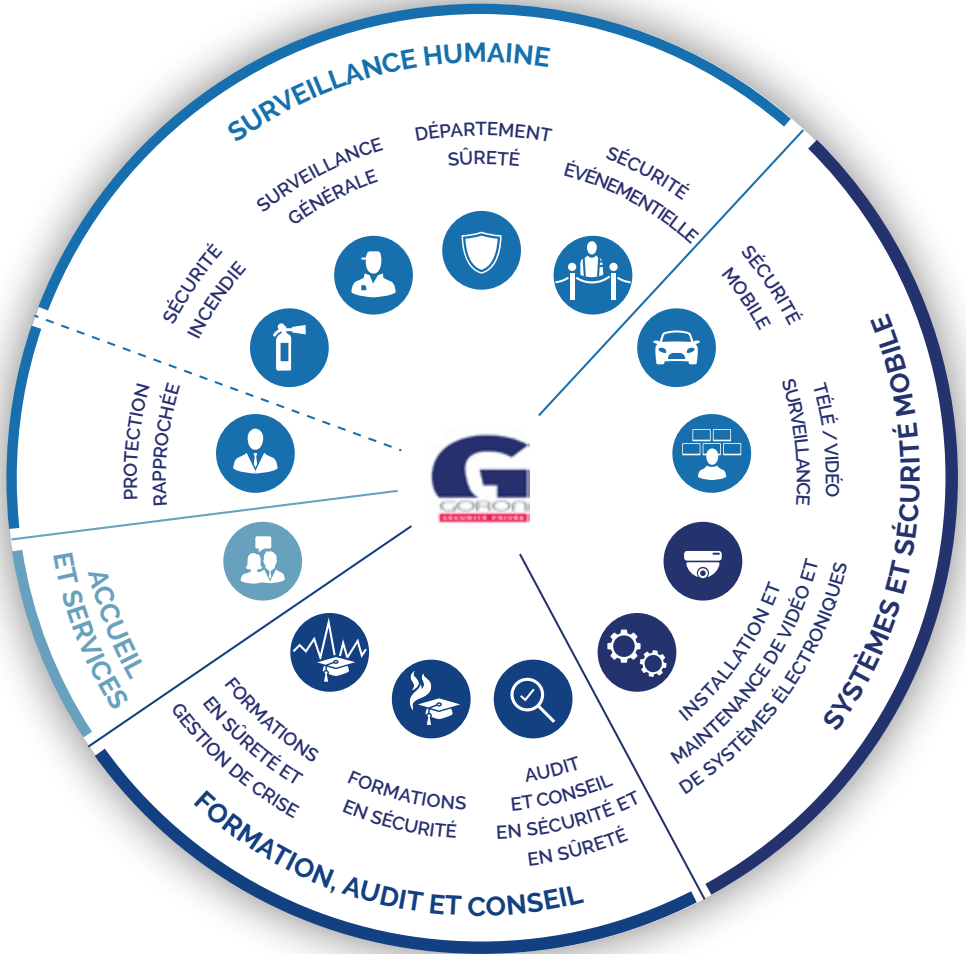 SURVEILLANCE HUMAINE
SÉCURITÉ
INCENDIE
SURVEILLANCE
GÉNÉRALE
DÉPARTEMENT
SÛRETÉ
SÉCURITÉ
ÉVÉNEMENTIELLE
SYSTÈMES ET SÉCURITÉ MOBILE
SÉCURITÉ
MOBILE
TÉLÉ / VIDÉO
SURVEILLANCE
INSTALLATION ET
MAINTENANCE DE VIDÉO ET
DE SYSTÈMES ÉLECTRONIQUES
FORMATION, AUDIT ET CONSEIL
AUDIT
ET CONSEIL
EN SÉCURITÉ ET
EN SÛRETÉ
FORMATIONS
EN SÉCURITÉ
FORMATIONS
EN SÛRETÉ ET
GESTION DE CRISE
ACCUEIL
ET SERVICES
PROTECTION
RAPPROCHÉE
G
GORON
SÉCURITÉ PRIVÉE